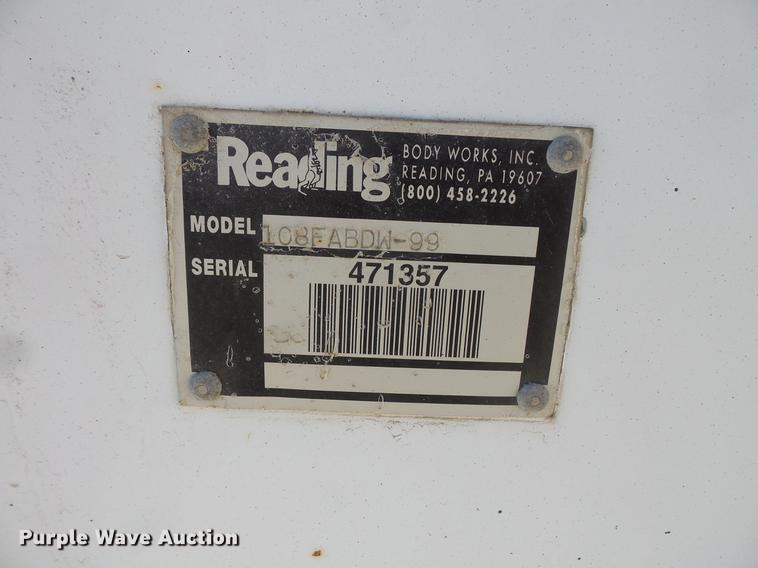 Reading
BODY WORKS, INC.
READING, PA 19607
(800) 458-2226
MODEL 108FABDW-99
SERIAL 471357
Purple Wave Auction